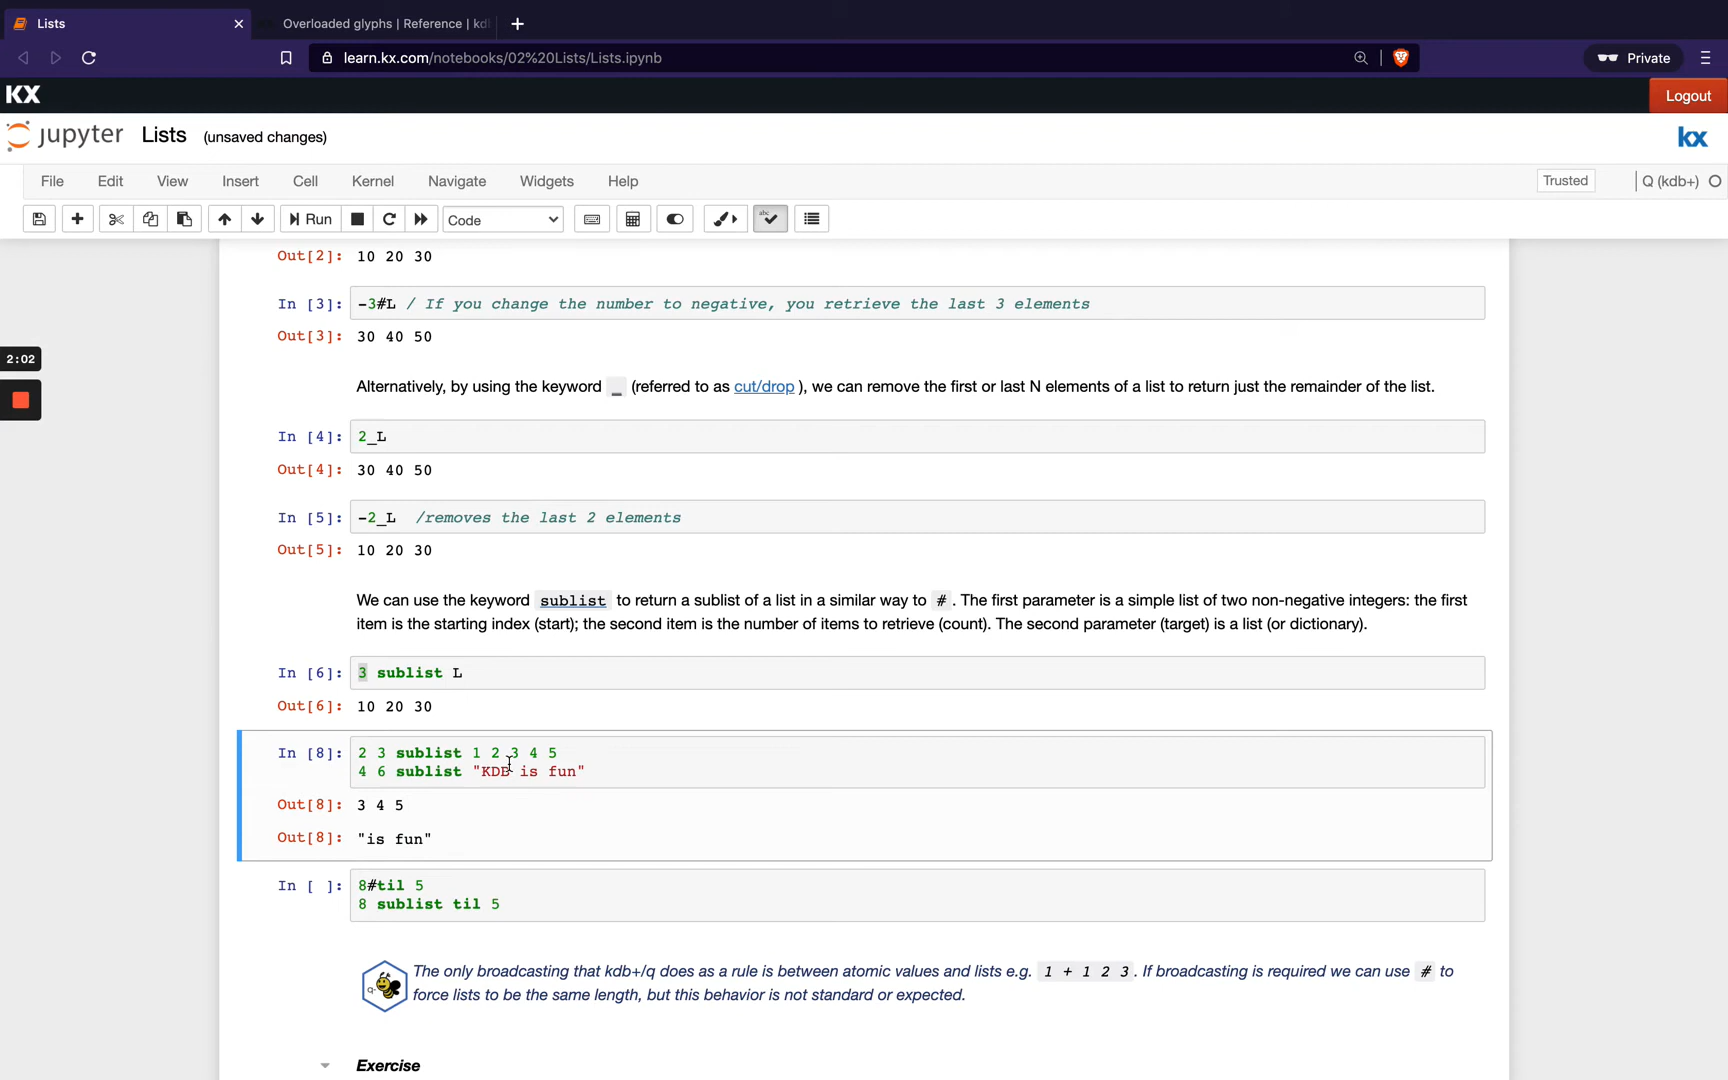 Lists
Overloaded glyphs | Reference | kd
learn.kx.com/notebooks/02%20Lists/Lists.ipynb
Private
KX
Logout
jupyter Lists (unsaved changes)
kx
File Edit View Insert Cell Kernel Navigate Widgets Help
Trusted
Q (kdb+)
Run
Code
abc
Out[2]: 10 20 30
In [3]: -3#L / If you change the number to negative, you retrieve the last 3 elements
Out[3]: 30 40 50
2:02
Alternatively, by using the keyword _ (referred to as cut/drop ), we can remove the first or last N elements of a list to return just the remainder of the list.
In [4]: 2_L
Out[4]: 30 40 50
In [5]: -2_L /removes the last 2 elements
Out[5]: 10 20 30
We can use the keyword sublist to return a sublist of a list in a similar way to # . The first parameter is a simple list of two non-negative integers: the first
item is the starting index (start); the second item is the number of items to retrieve (count). The second parameter (target) is a list (or dictionary).
In [6]: 3 sublist L
Out[6]: 10 20 30
In [8]: 2 3 sublist 1 2 3 4 5
4 6 sublist "KDB is fun"
Out[8]: 3 4 5
Out[8]: "is fun"
In [ ]: 8#til 5
8 sublist til 5
The only broadcasting that kdb+/q does as a rule is between atomic values and lists e.g. 1 + 1 2 3 . If broadcasting is required we can use # to
force lists to be the same length, but this behavior is not standard or expected.
Exercise